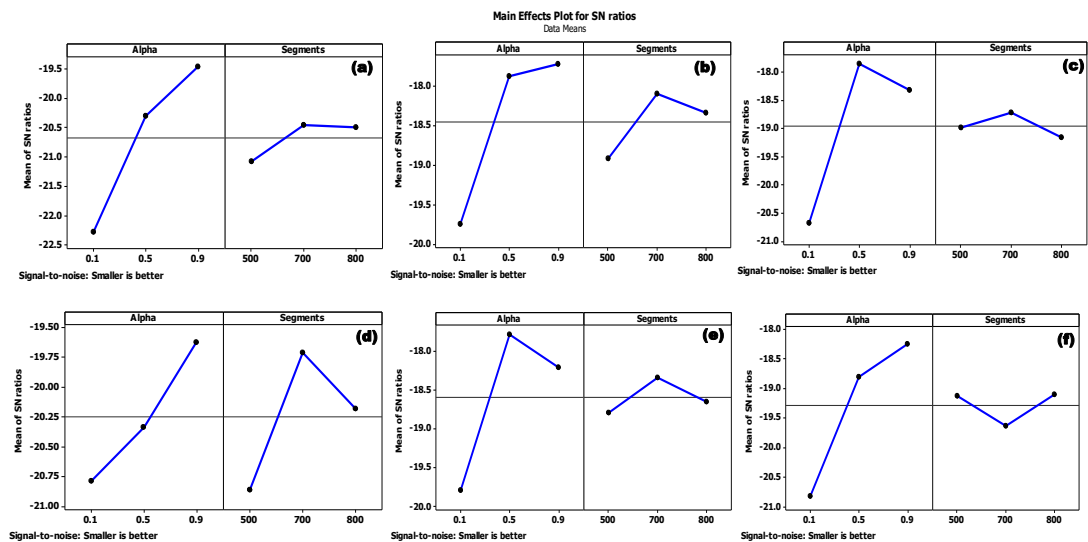 Main Effects Plot for SN ratios
Data Means
Alpha Segments
(a)
Mean of SN ratios
-19.5
-20.0
-20.5
-21.0
-21.5
-22.0
-22.5
0.1 0.5 0.9 500 700 800
Signal-to-noise: Smaller is better
Alpha Segments
(b)
Mean of SN ratios
-18.0
-18.5
-19.0
-19.5
-20.0
0.1 0.5 0.9 500 700 800
Signal-to-noise: Smaller is better
Alpha Segments
(c)
Mean of SN ratios
-18.0
-18.5
-19.0
-19.5
-20.0
-20.5
-21.0
0.1 0.5 0.9 500 700 800
Signal-to-noise: Smaller is better
Alpha Segments
(d)
Mean of SN ratios
-19.50
-19.75
-20.00
-20.25
-20.50
-20.75
-21.00
0.1 0.5 0.9 500 700 800
Signal-to-noise: Smaller is better
Alpha Segments
(e)
Mean of SN ratios
-18.0
-18.5
-19.0
-19.5
-20.0
0.1 0.5 0.9 500 700 800
Signal-to-noise: Smaller is better
Alpha Segments
(f)
Mean of SN ratios
-18.0
-18.5
-19.0
-19.5
-20.0
-20.5
-21.0
0.1 0.5 0.9 500 700 800
Signal-to-noise: Smaller is better